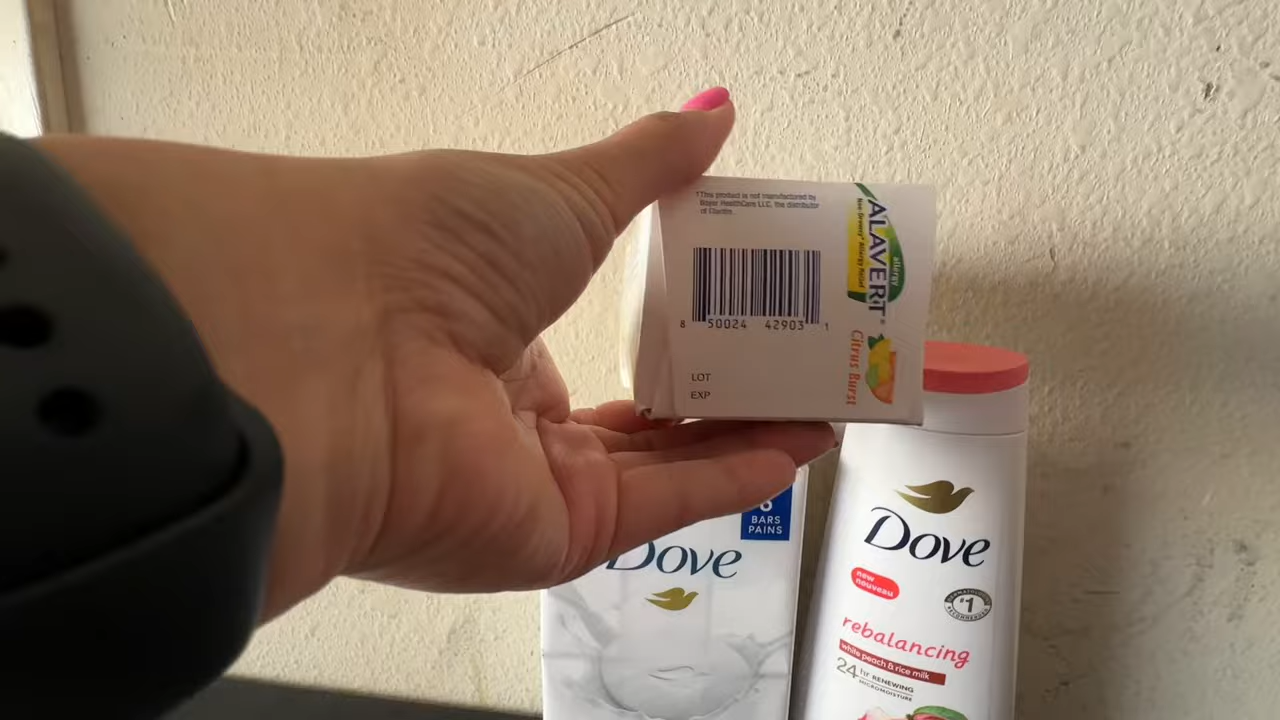 *This product is not manufactured by
Bayer HealthCare LLC, the distributor
of Claritin.
allergy
ALAVERT®
Non-Drowsy* Allergy Relief
Citrus Burst
8 50024 42903 1
LOT
EXP
BARS
PAINS
Dove
Dove
new
nouveau
#1
rebalancing
white peach & rice milk
24 hr RENEWING
MICROMOISTURE